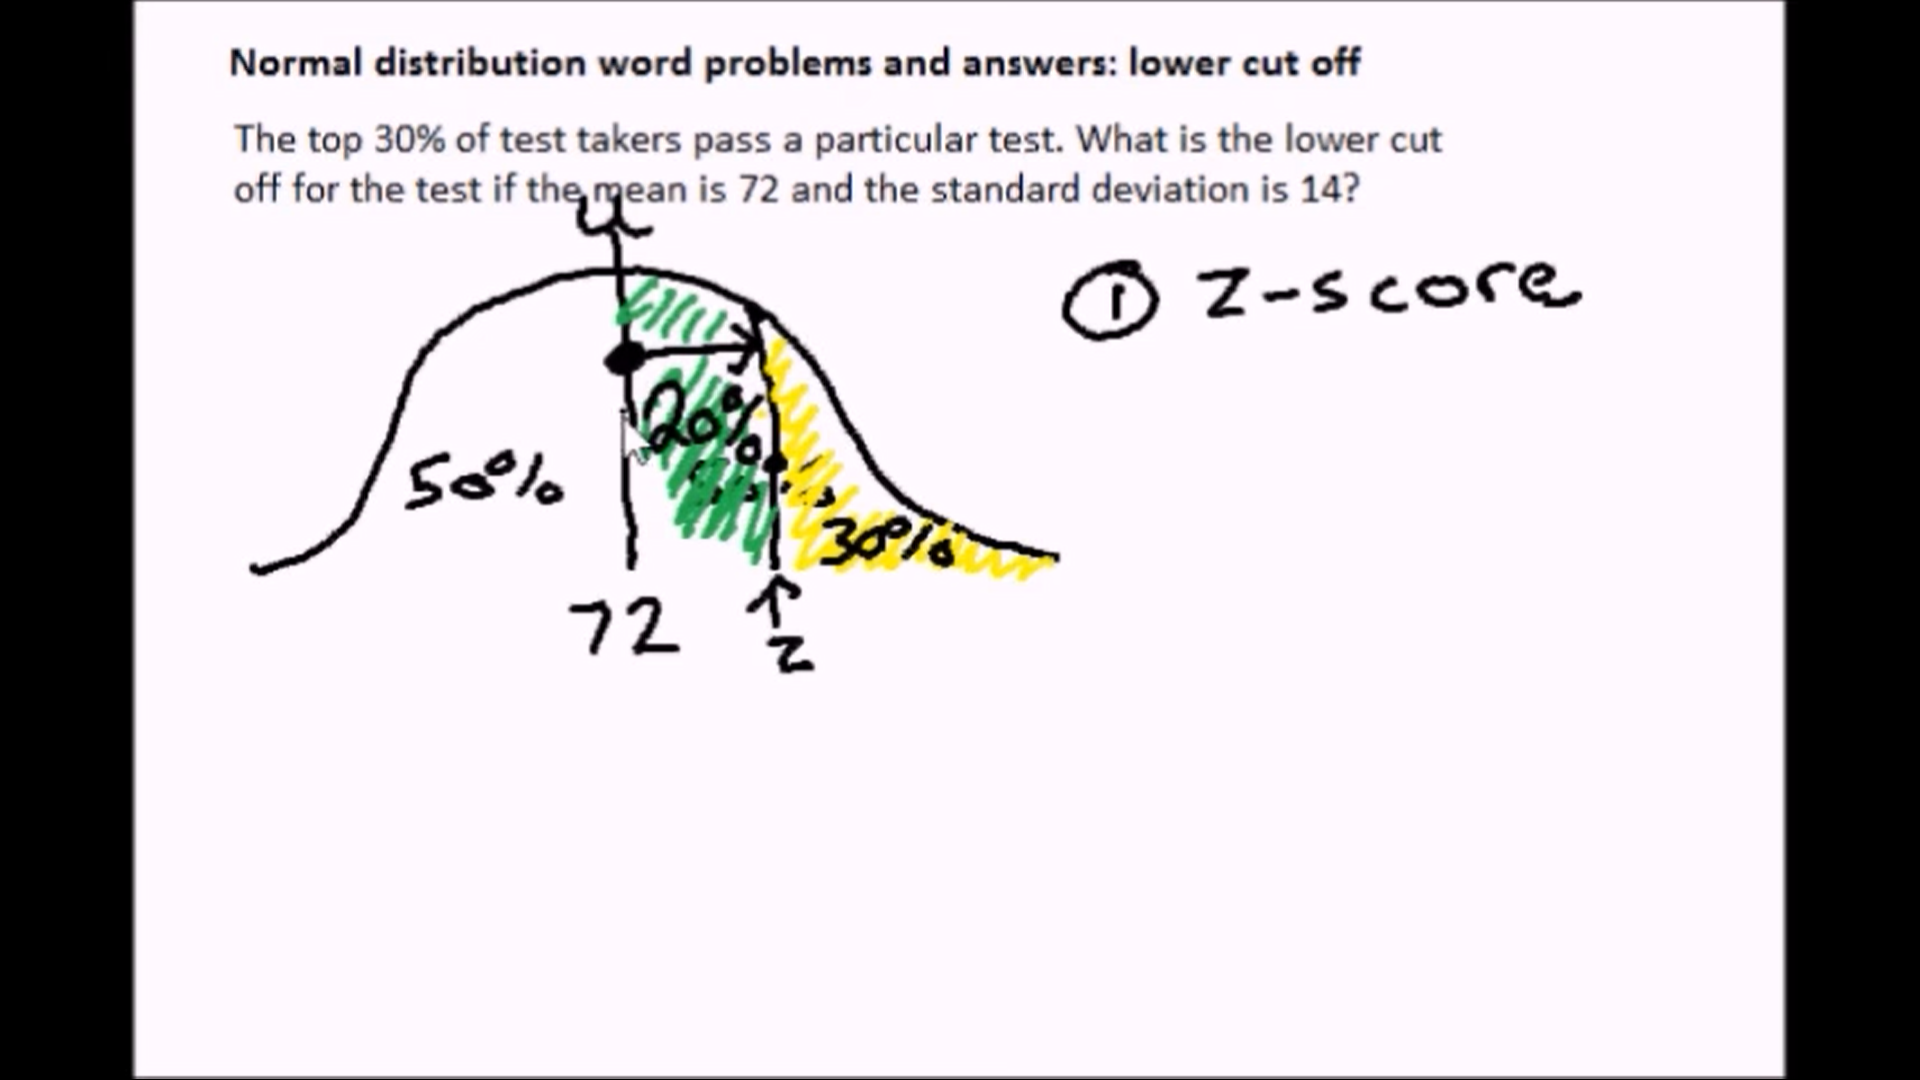 Normal distribution word problems and answers: lower cut off
The top 30% of test takers pass a particular test. What is the lower cut
off for the test if the mean is 72 and the standard deviation is 14?
μ
① z-score
20%
50%
30%
72
z